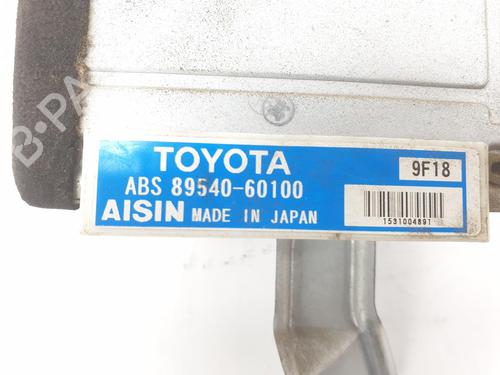 TOYOTA
9F18
ABS 89540-60100
AISIN MADE IN JAPAN
1531004891
B-PA